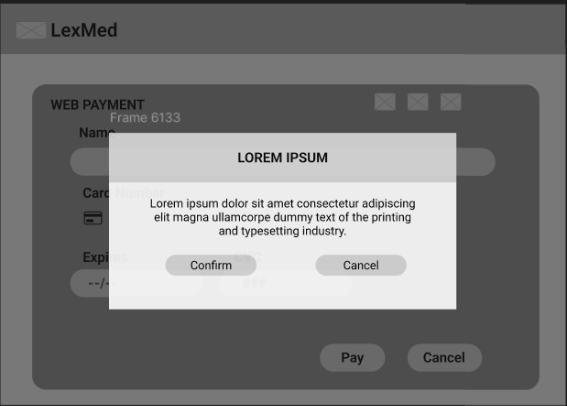 LexMed
WEB PAYMENT
Frame 6133
Name
LOREM IPSUM
Card Number
Lorem ipsum dolor sit amet consectetur adipiscing
elit magna ullamcorpe dummy text of the printing
and typesetting industry.
Expires
Confirm
Cancel
--/--
Pay
Cancel